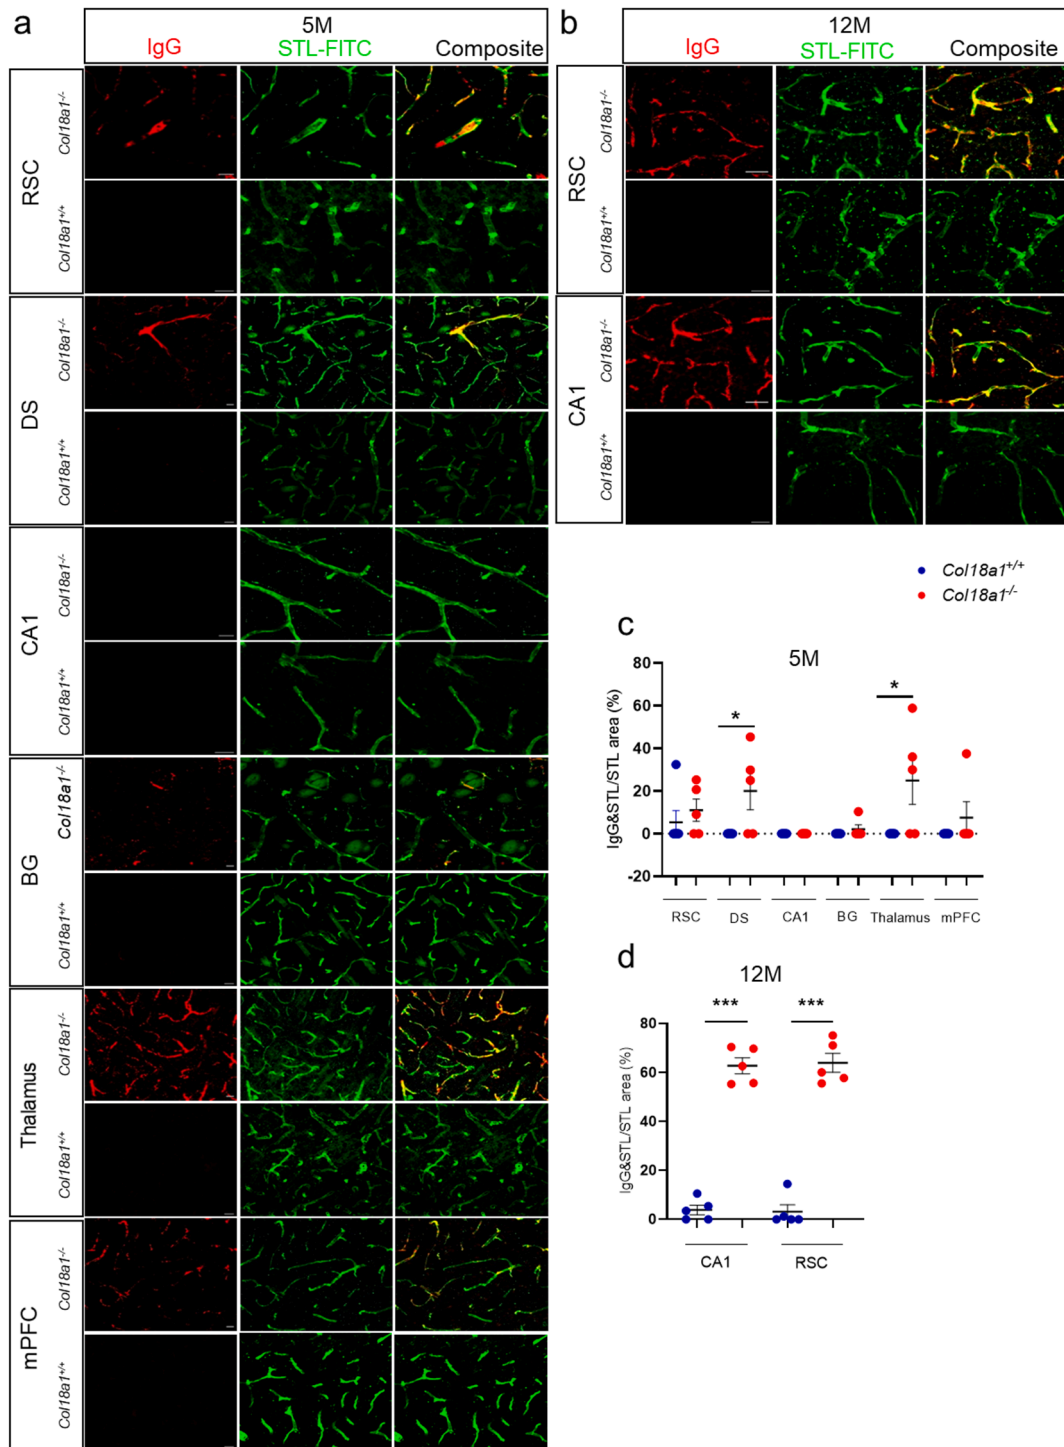 a
5M
IgG STL-FITC Composite
RSC
Col18a1-/-
Col18a1+/+
DS
Col18a1-/-
Col18a1+/+
CA1
Col18a1-/-
Col18a1+/+
BG
Col18a1-/-
Col18a1+/+
Thalamus
Col18a1-/-
Col18a1+/+
mPFC
Col18a1-/-
Col18a1+/+
b
12M
IgG STL-FITC Composite
RSC
Col18a1-/-
Col18a1+/+
CA1
Col18a1-/-
Col18a1+/+
Col18a1+/+
Col18a1-/-
c
5M
IgG&STL/STL area (%)
80
60
40
20
0
-20
*
*
RSC DS CA1 BG Thalamus mPFC
d
12M
IgG&STL/STL area (%)
80
60
40
20
0
***
***
CA1 RSC